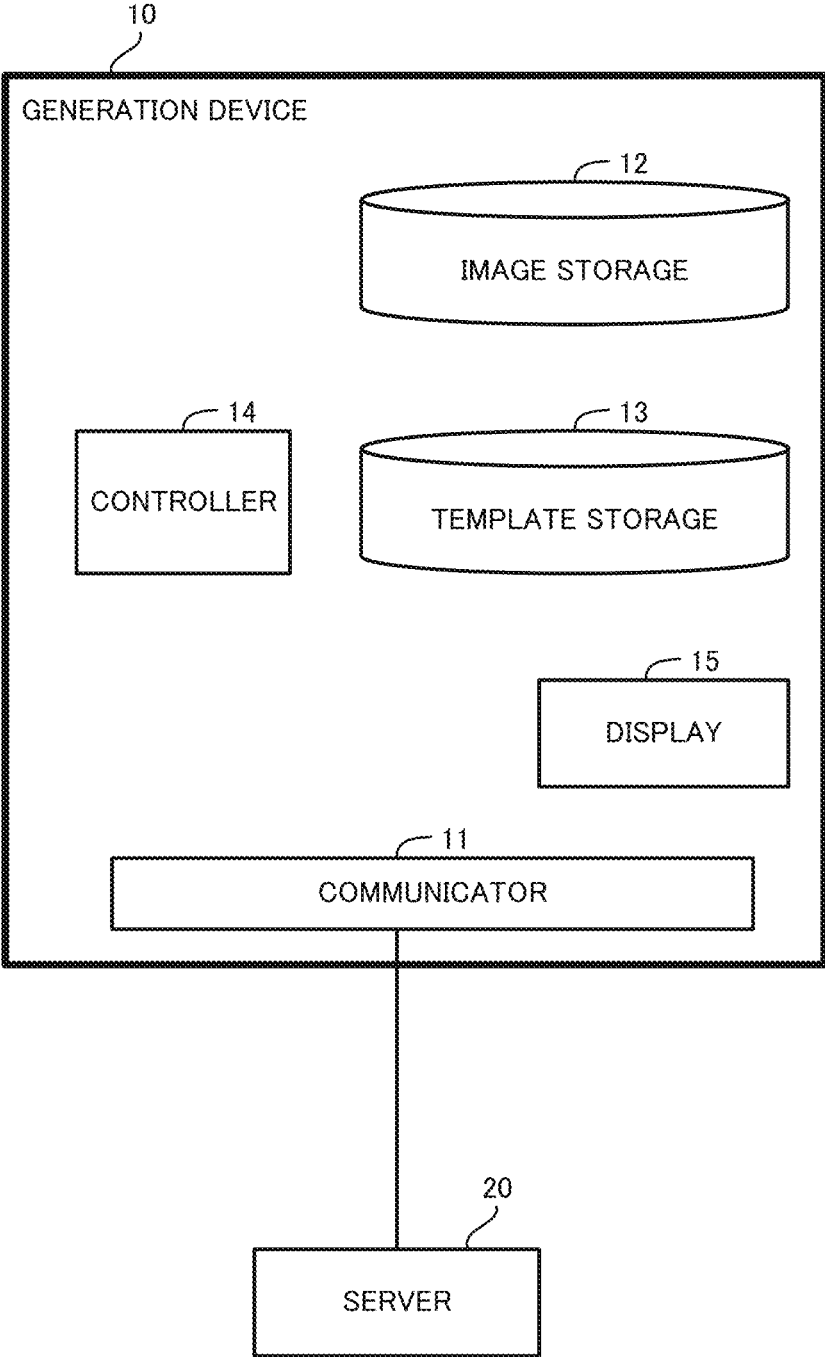 10
GENERATION DEVICE
12
IMAGE STORAGE
14
CONTROLLER
13
TEMPLATE STORAGE
15
DISPLAY
11
COMMUNICATOR
20
SERVER